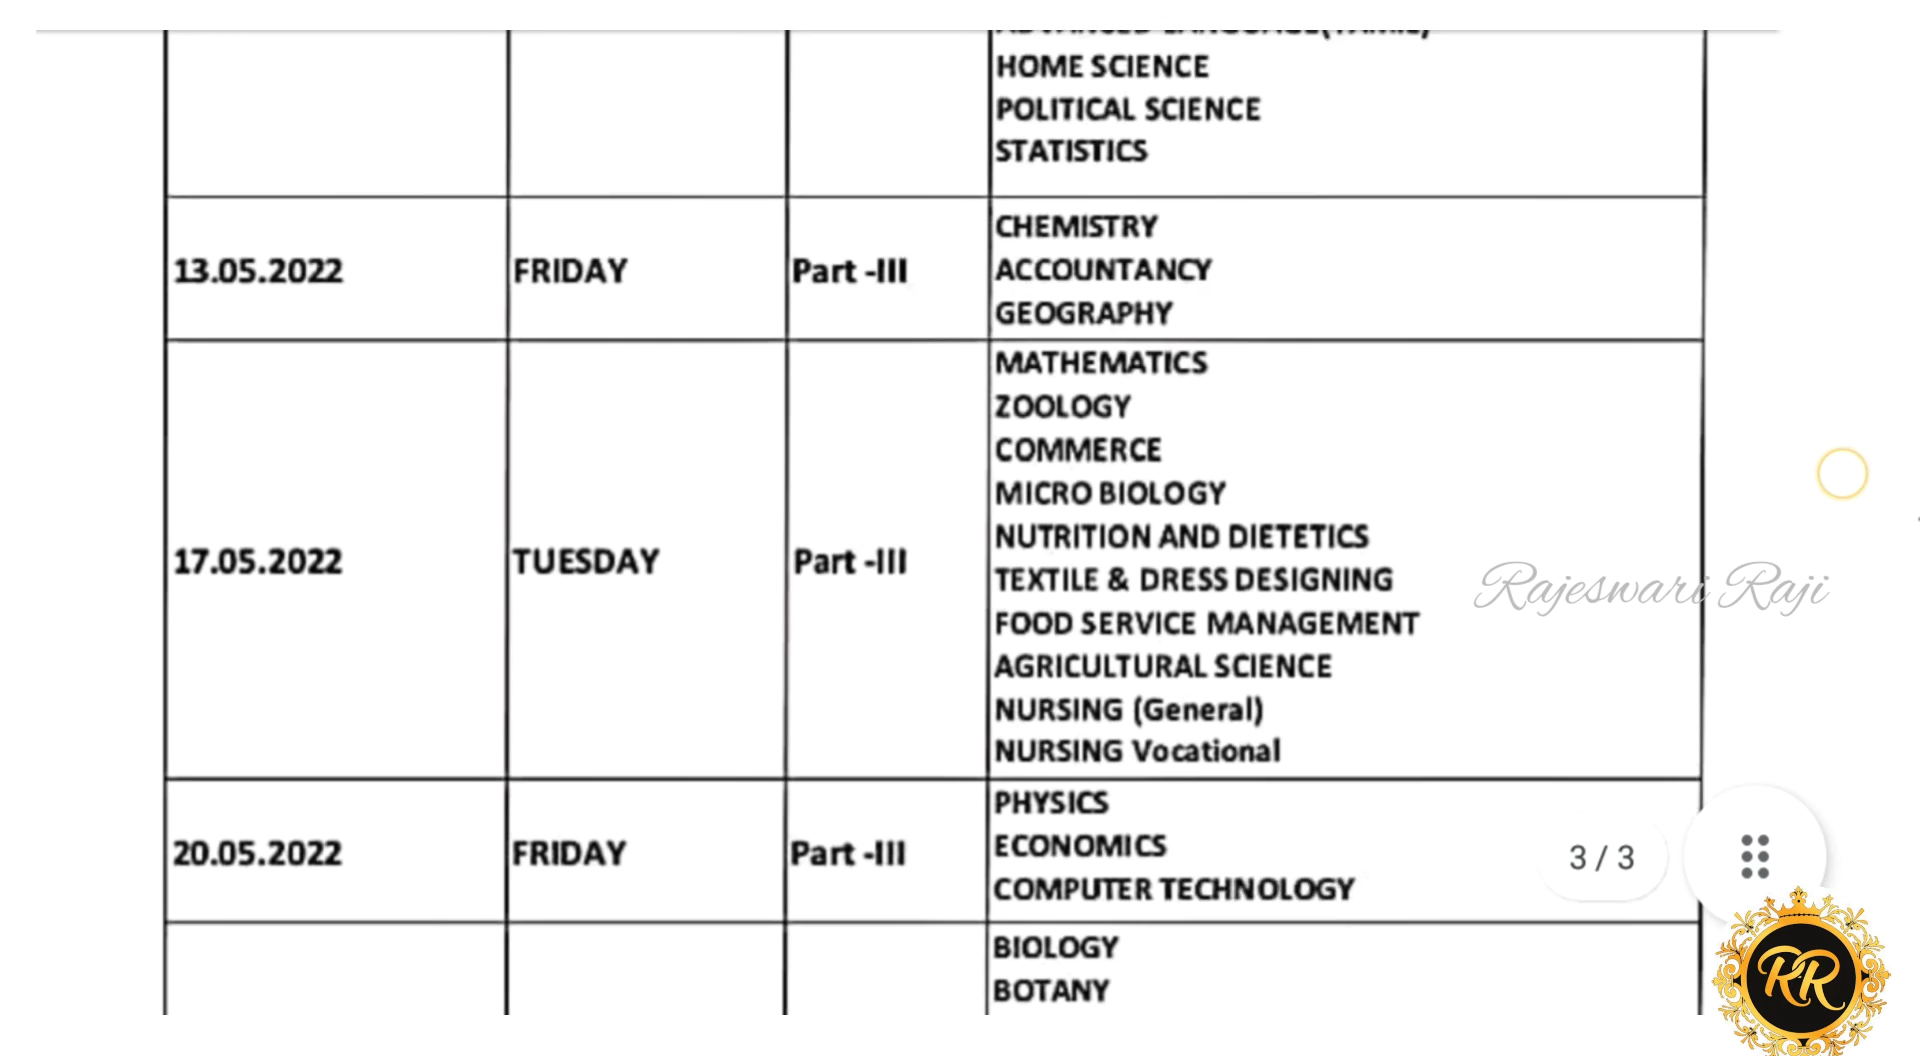 HOME SCIENCE
POLITICAL SCIENCE
STATISTICS
13.05.2022 FRIDAY Part -III CHEMISTRY
ACCOUNTANCY
GEOGRAPHY
17.05.2022 TUESDAY Part -III MATHEMATICS
ZOOLOGY
COMMERCE
MICRO BIOLOGY
NUTRITION AND DIETETICS
TEXTILE & DRESS DESIGNING
FOOD SERVICE MANAGEMENT
AGRICULTURAL SCIENCE
NURSING (General)
NURSING Vocational
20.05.2022 FRIDAY Part -III PHYSICS
ECONOMICS
COMPUTER TECHNOLOGY
BIOLOGY
BOTANY
Rajeswari Raji
3 / 3
RR